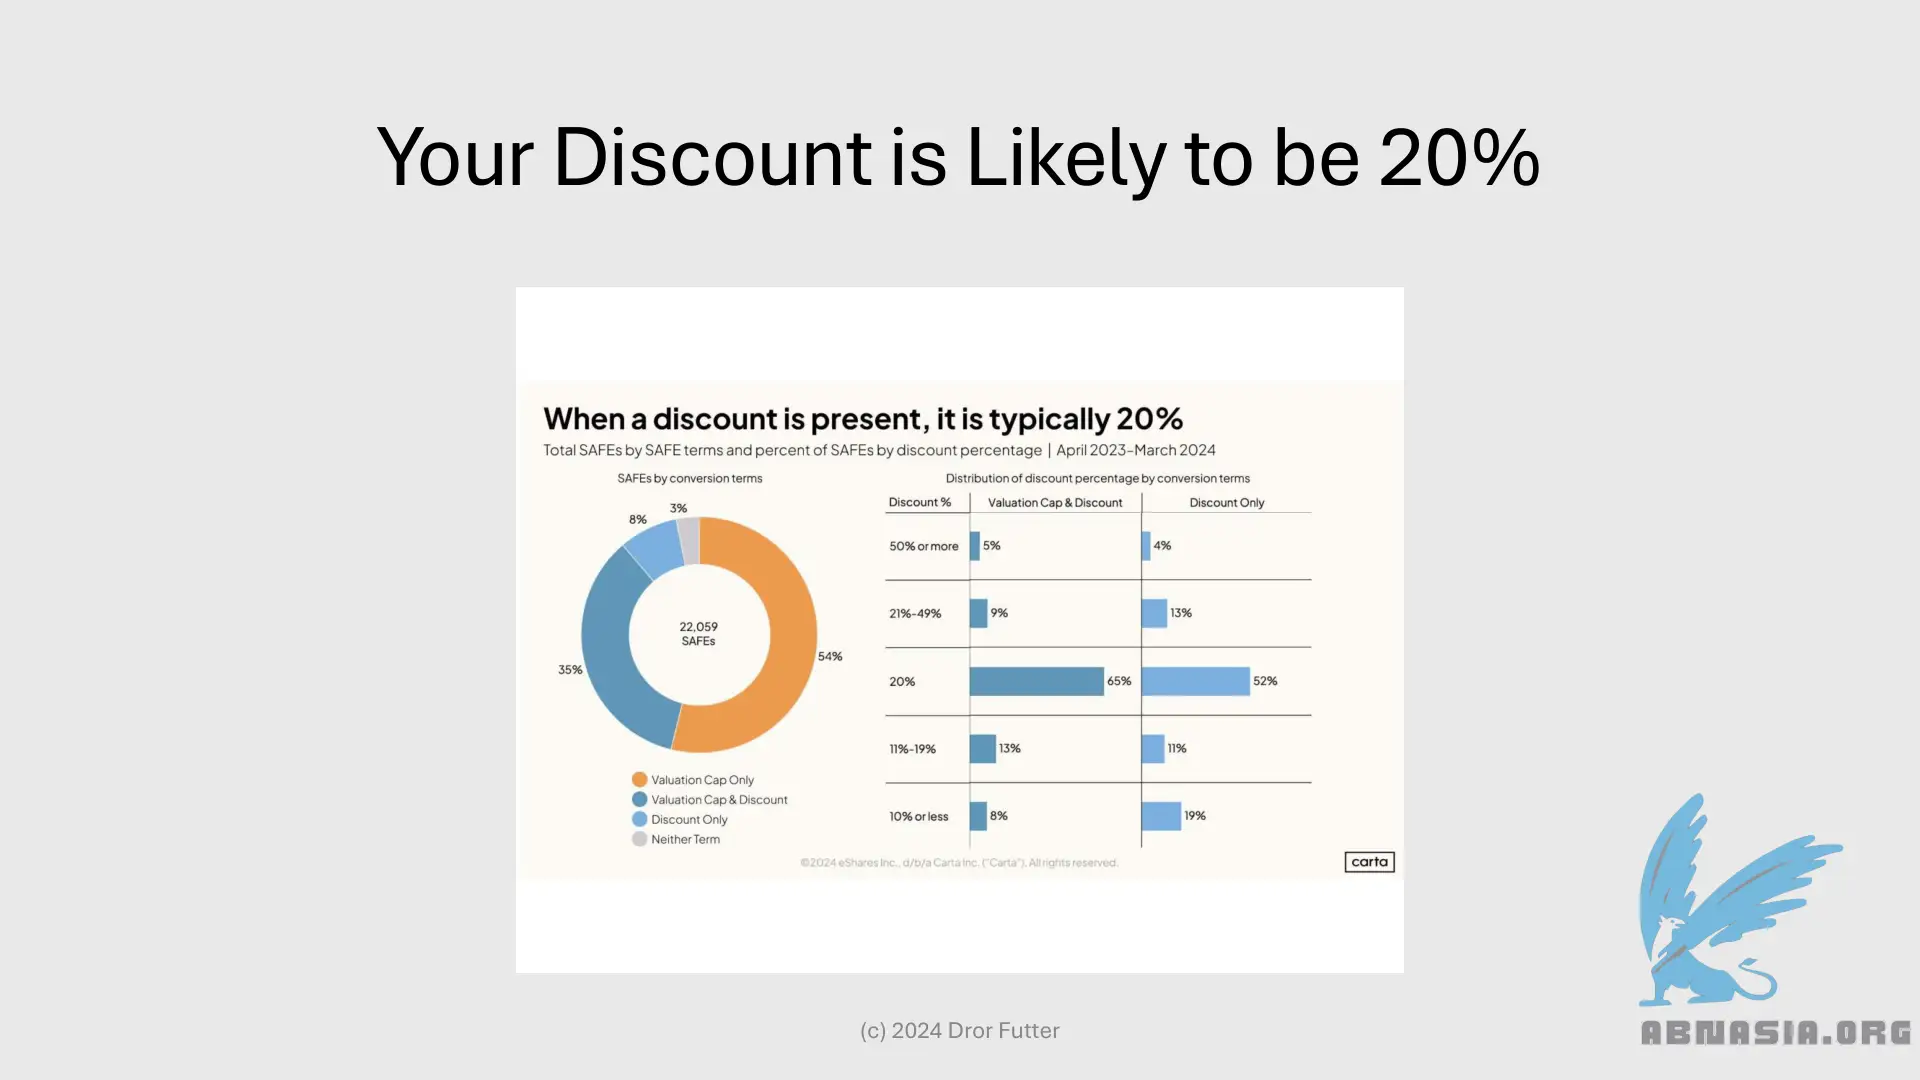 Your Discount is Likely to be 20%
When a discount is present, it is typically 20%
Total SAFEs by SAFE terms and percent of SAFEs by discount percentage | April 2023–March 2024
SAFEs by conversion terms
3%
8%
35%
54%
22,059
SAFEs
Valuation Cap Only
Valuation Cap & Discount
Discount Only
Neither Term
Distribution of discount percentage by conversion terms
Discount % Valuation Cap & Discount Discount Only
50% or more 5% 4%
21%-49% 9% 13%
20% 65% 52%
11%-19% 13% 11%
10% or less 8% 19%
©2024 eShares Inc., d/b/a Carta Inc. ("Carta"). All rights reserved.
carta
(c) 2024 Dror Futter
ABNASIA.ORG